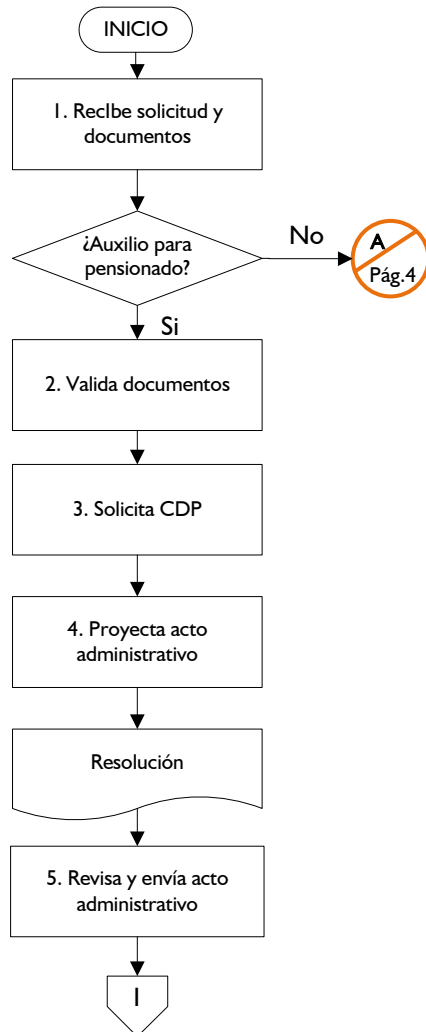 INICIO
1. RecIbe solicitud y
documentos
¿Auxilio para
pensionado?
No
A
Pág.4
Si
2. Valida documentos
3. Solicita CDP
4. Proyecta acto
administrativo
Resolución
5. Revisa y envía acto
administrativo
1